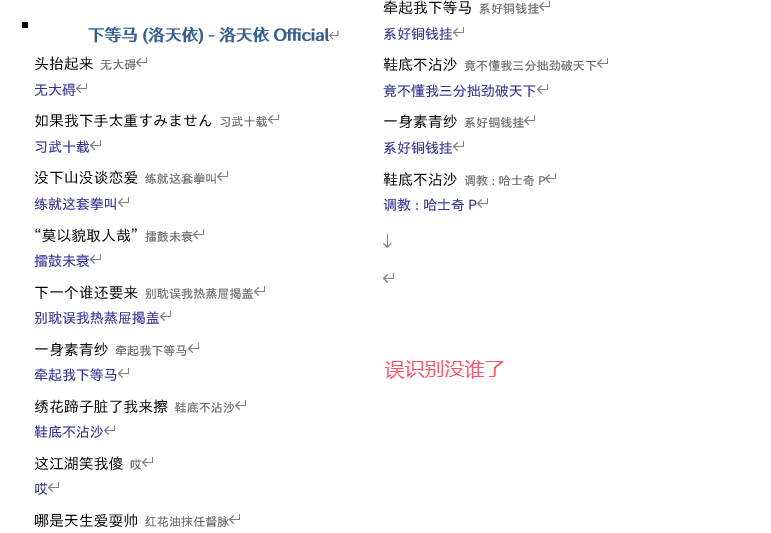 下等马 (洛天依) - 洛天依 Official
头抬起来 无大碍
无大碍
如果我下手太重すみません 习武十载
习武十载
没下山没谈恋爱 练就这套拳叫
练就这套拳叫
“莫以貌取人哉” 擂鼓未衰
擂鼓未衰
下一个谁还要来 别耽误我热蒸屉揭盖
别耽误我热蒸屉揭盖
一身素青纱 牵起我下等马
牵起我下等马
绣花蹄子脏了我来擦 鞋底不沾沙
鞋底不沾沙
这江湖笑我傻 哎
哎
哪是天生爱耍帅 红花油抹任督脉
牵起我下等马 系好铜钱挂
系好铜钱挂
鞋底不沾沙 竟不懂我三分拙劲破天下
竟不懂我三分拙劲破天下
一身素青纱 系好铜钱挂
系好铜钱挂
鞋底不沾沙 调教：哈士奇 P
调教：哈士奇 P
误识别没谁了